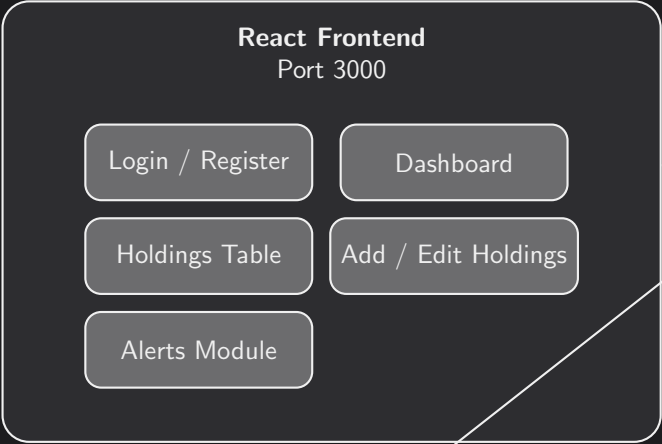 React Frontend
Port 3000
Login / Register
Dashboard
Holdings Table
Add / Edit Holdings
Alerts Module